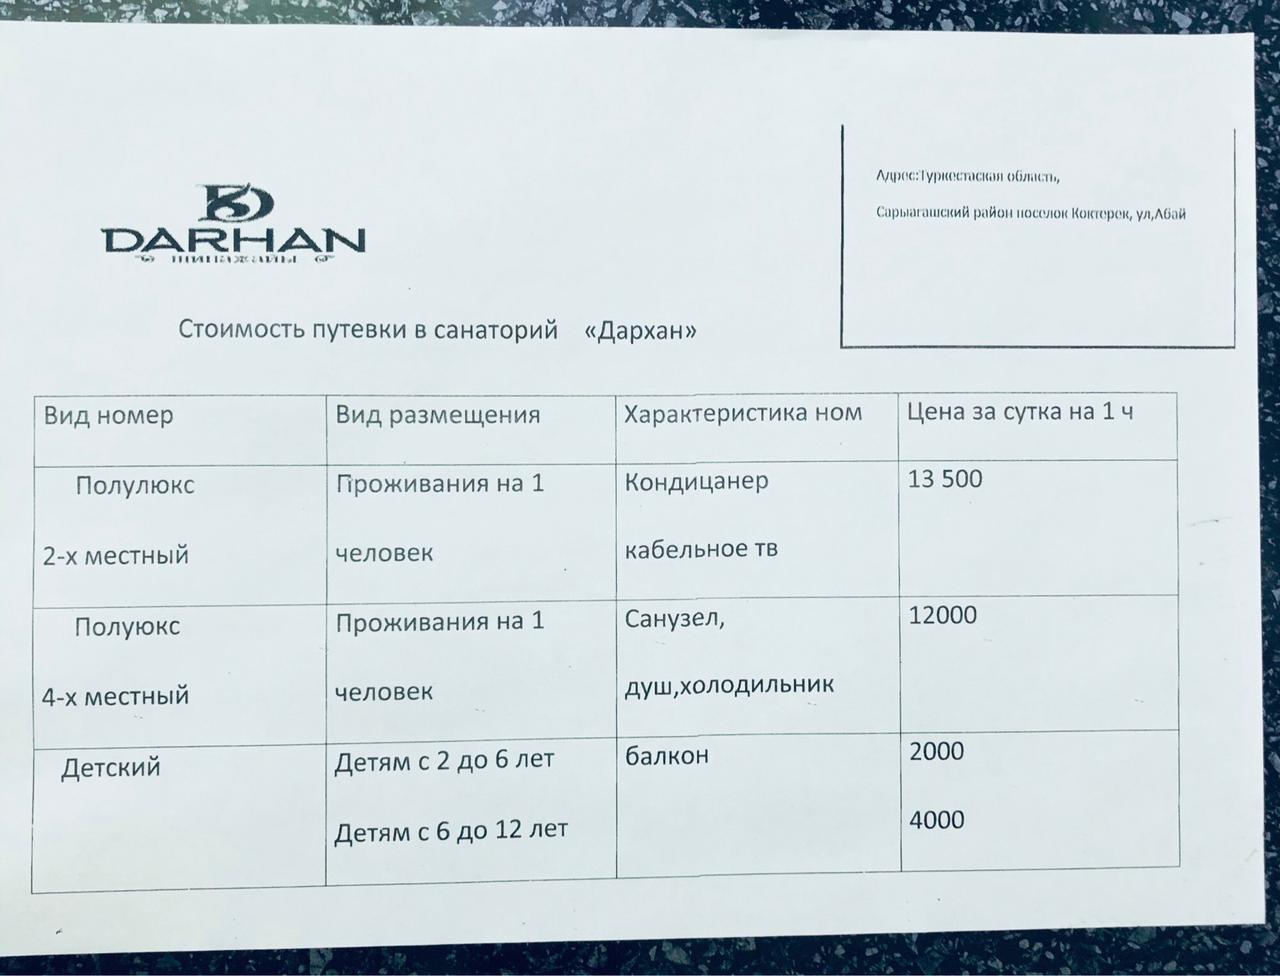 DARHAN
ШИПАЖАЙЫ
Адрес:Туркестаская область,
Сарыагашский район поселок Коктерек, ул,Абай
Стоимость путевки в санаторий «Дархан»
Вид номер
Вид размещения
Характеристика ном
Цена за сутка на 1 ч
Полулюкс
2-х местный
Проживания на 1
человек
Кондицанер
кабельное тв
13 500
Полуюкс
4-х местный
Проживания на 1
человек
Санузел,
душ,холодильник
12000
Детский
Детям с 2 до 6 лет
Детям с 6 до 12 лет
балкон
2000
4000